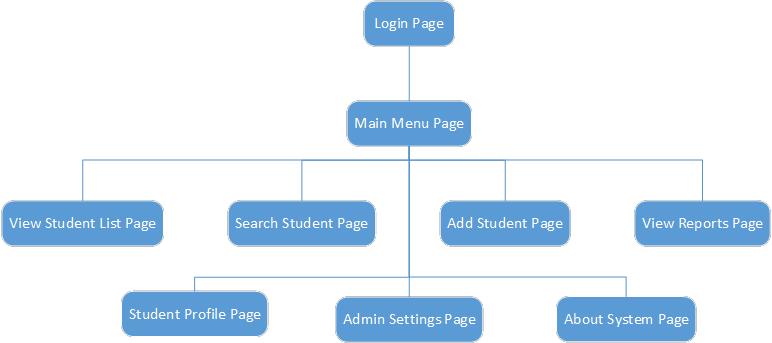 Login Page
Main Menu Page
View Student List Page
Search Student Page
Add Student Page
View Reports Page
Student Profile Page
Admin Settings Page
About System Page